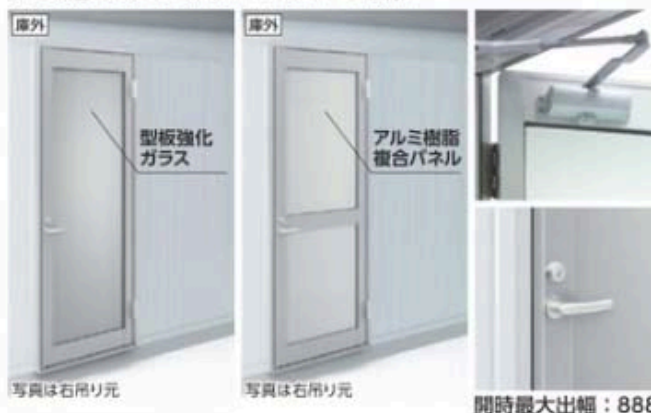 庫外
型板強化
ガラス
写真は右吊り元
庫外
アルミ樹脂
複合パネル
写真は右吊り元
開時最大出幅：888